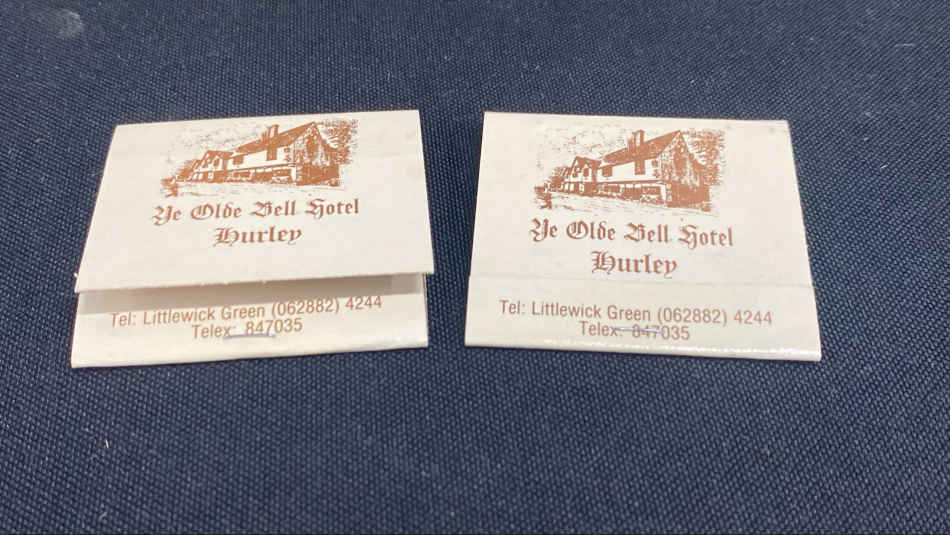 Ye Olde Bell Hotel
Hurley
Tel: Littlewick Green (062882) 4244
Telex: 847035
Ye Olde Bell Hotel
Hurley
Tel: Littlewick Green (062882) 4244
Telex: 847035